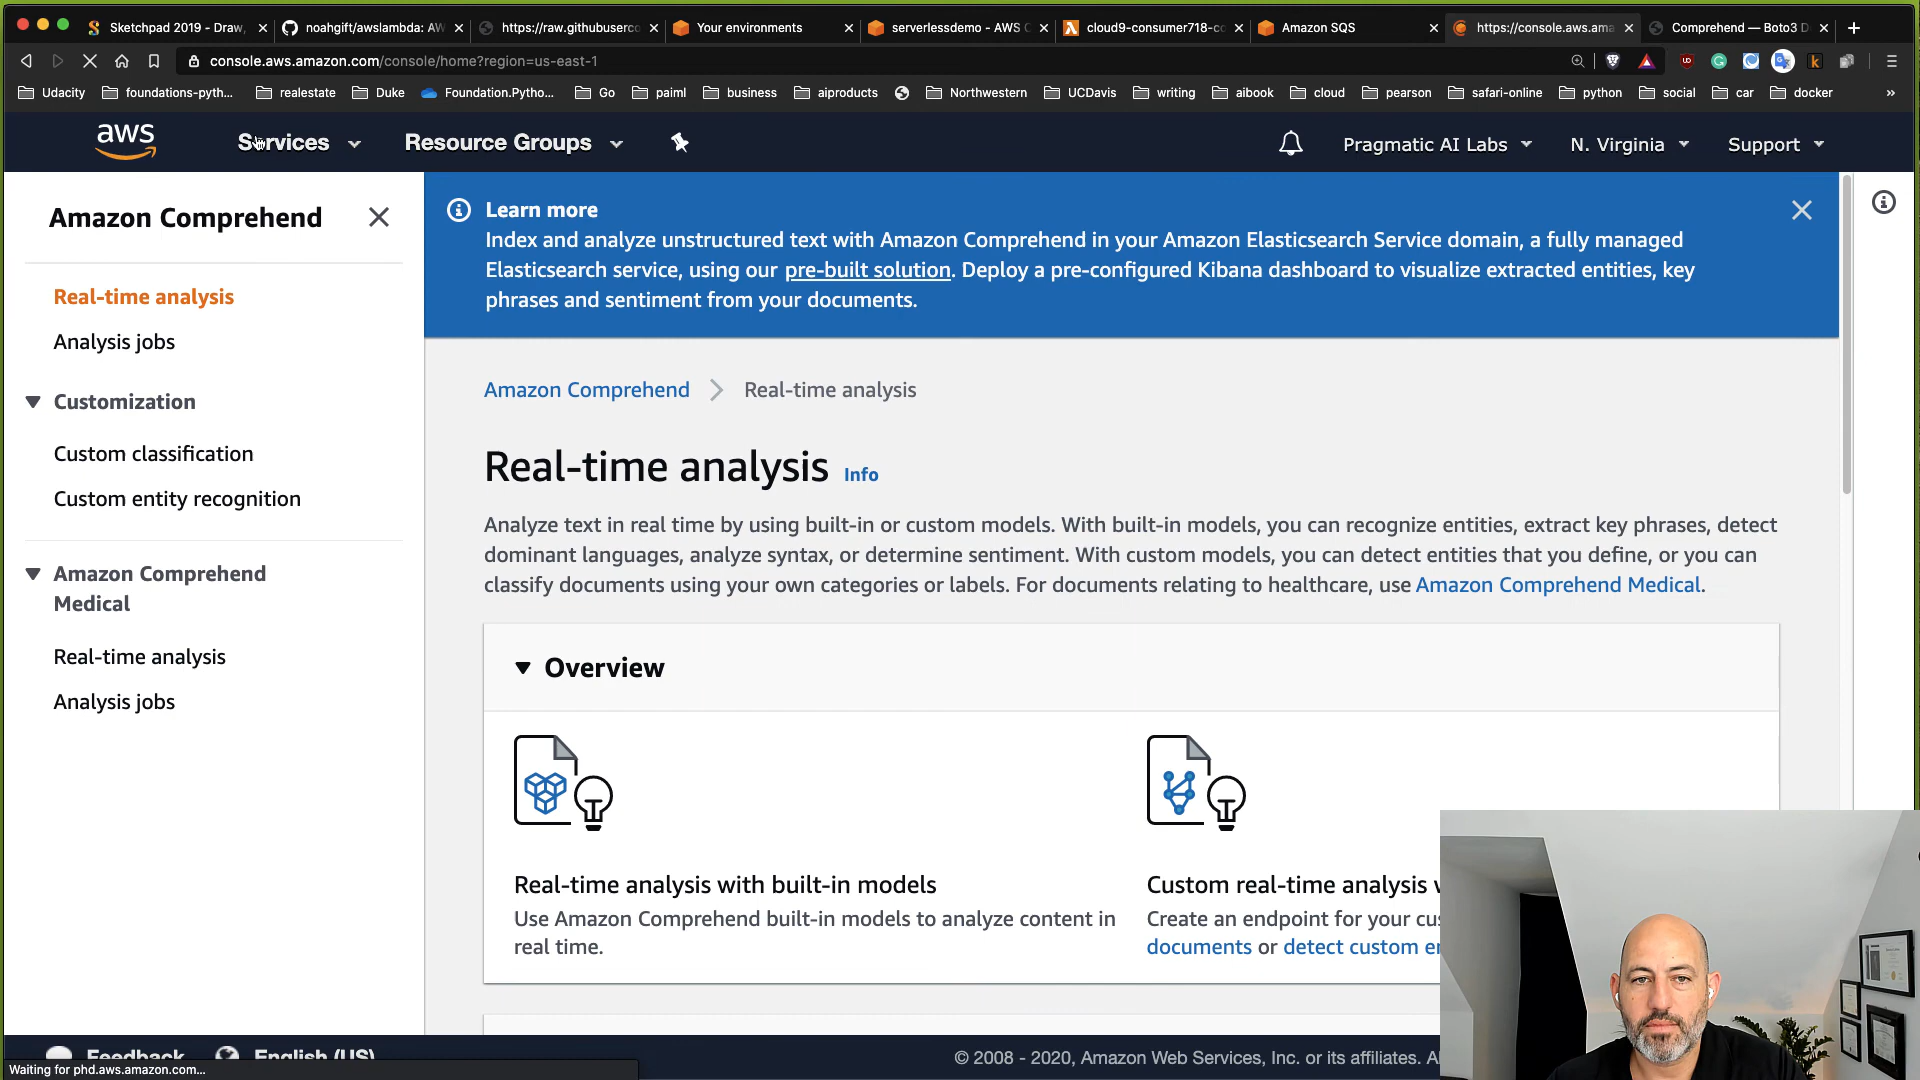 Sketchpad 2019 - Draw,
noahgift/awslambda: AW
https://raw.githubuserco
Your environments
serverlessdemo - AWS C
cloud9-consumer718-co
Amazon SQS
https://console.aws.ama
Comprehend — Boto3 D
console.aws.amazon.com/console/home?region=us-east-1
Udacity
foundations-pyth...
realestate
Duke
Foundation.Pytho...
Go
paiml
business
aiproducts
Northwestern
UCDavis
writing
aibook
cloud
pearson
safari-online
python
social
car
docker
»
aws
Services
Resource Groups
Pragmatic AI Labs
N. Virginia
Support
Amazon Comprehend
Real-time analysis
Analysis jobs
Customization
Custom classification
Custom entity recognition
Amazon Comprehend
Medical
Real-time analysis
Analysis jobs
Learn more
Index and analyze unstructured text with Amazon Comprehend in your Amazon Elasticsearch Service domain, a fully managed
Elasticsearch service, using our pre-built solution. Deploy a pre-configured Kibana dashboard to visualize extracted entities, key
phrases and sentiment from your documents.
Amazon Comprehend
Real-time analysis
Real-time analysis Info
Analyze text in real time by using built-in or custom models. With built-in models, you can recognize entities, extract key phrases, detect
dominant languages, analyze syntax, or determine sentiment. With custom models, you can detect entities that you define, or you can
classify documents using your own categories or labels. For documents relating to healthcare, use Amazon Comprehend Medical.
Overview
Real-time analysis with built-in models
Use Amazon Comprehend built-in models to analyze content in
real time.
Custom real-time analysis w
Create an endpoint for your cus
documents or detect custom en
Feedback
English (US)
© 2008 - 2020, Amazon Web Services, Inc. or its affiliates. Al
Waiting for phd.aws.amazon.com...